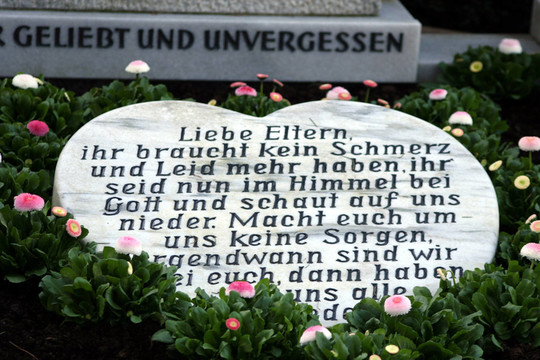 R GELIEBT UND UNVERGESSEN
Liebe Eltern,
ihr braucht kein Schmerz
und Leid mehr haben, ihr
seid nun im Himmel bei
Gott und schaut auf uns
nieder. Macht euch um-
uns keine Sorgen,
rgendwann sind wir
ei euch, dann haben
uns alle